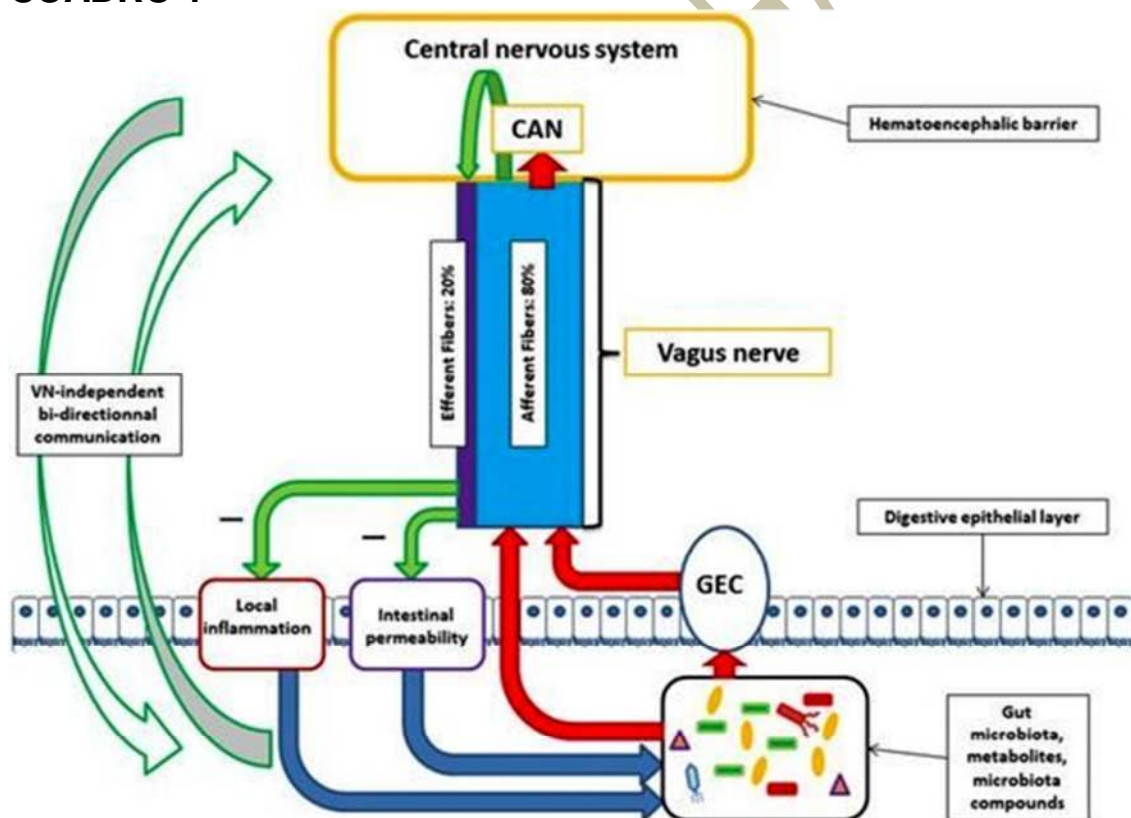 Central nervous system
CAN
Hematoencephalic barrier
Efferent Fibers: 20%
Afferent Fibers: 80%
Vagus nerve
VN-independent
bi-directionnal
communication
Digestive epithelial layer
GEC
Local
inflammation
Intestinal
permeability
Gut
microbiota,
metabolites,
microbiota
compounds